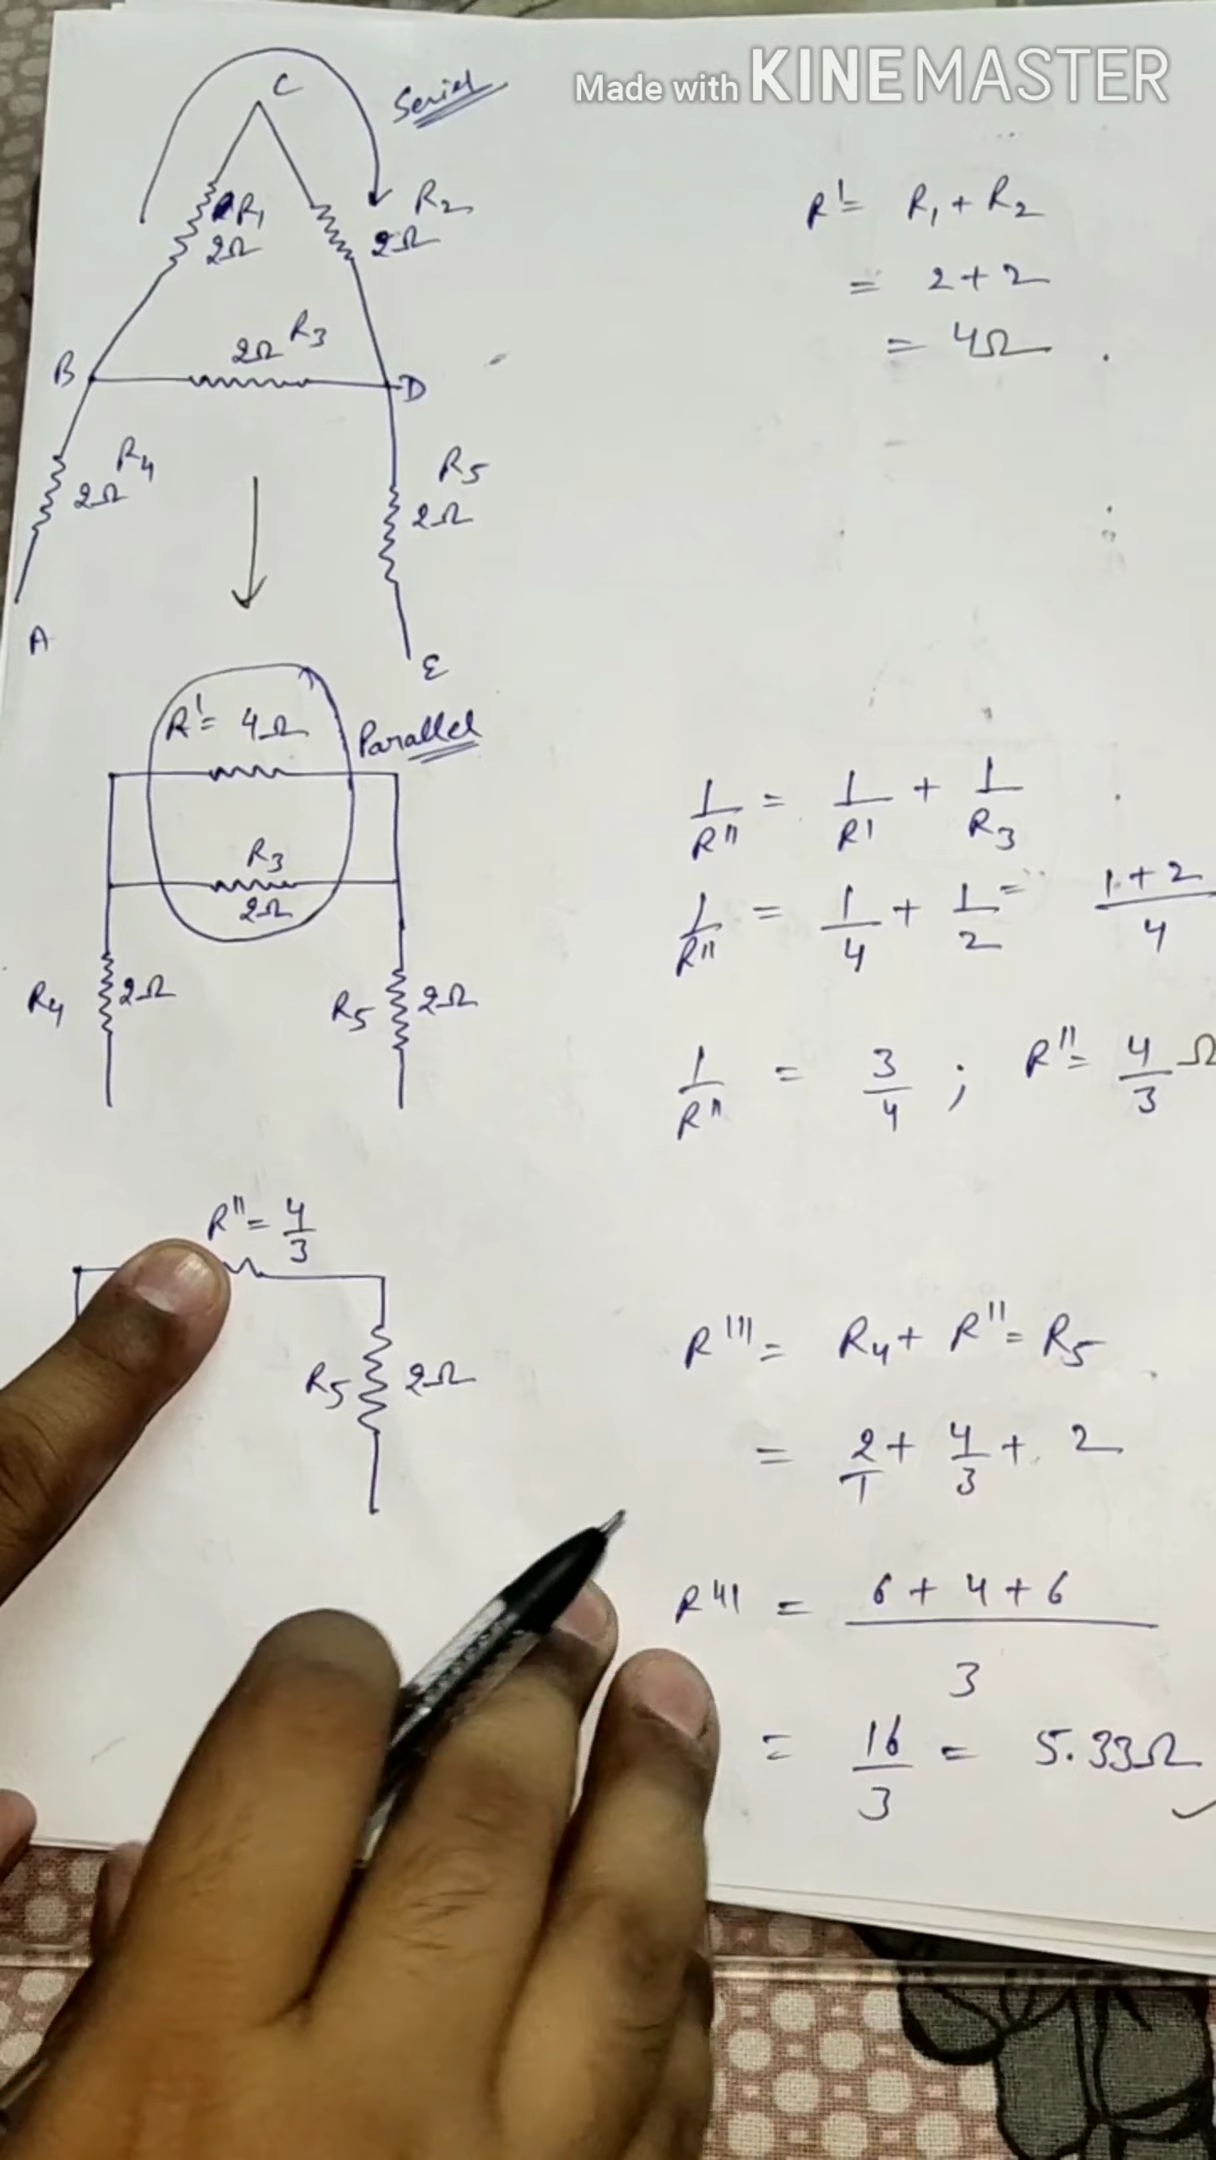 Made with KINEMASTER
C
Serial
R1
2Ω
R2
2Ω
R' = R1 + R2
= 2 + 2
= 4Ω
2Ω R3
B
D
R4
2Ω
R5
2Ω
A
E
R' = 4Ω
Parallel
R3
2Ω
R4 2Ω
R5 2Ω
1/R'' = 1/R' + 1/R3
1/R'' = 1/4 + 1/2 = 1+2/4
1/R'' = 3/4 ; R'' = 4/3 Ω
R'' = 4/3
R5 2Ω
R''' = R4 + R'' = R5
= 2/1 + 4/3 + 2
R''' = 6 + 4 + 6 / 3
= 16/3 = 5.33Ω